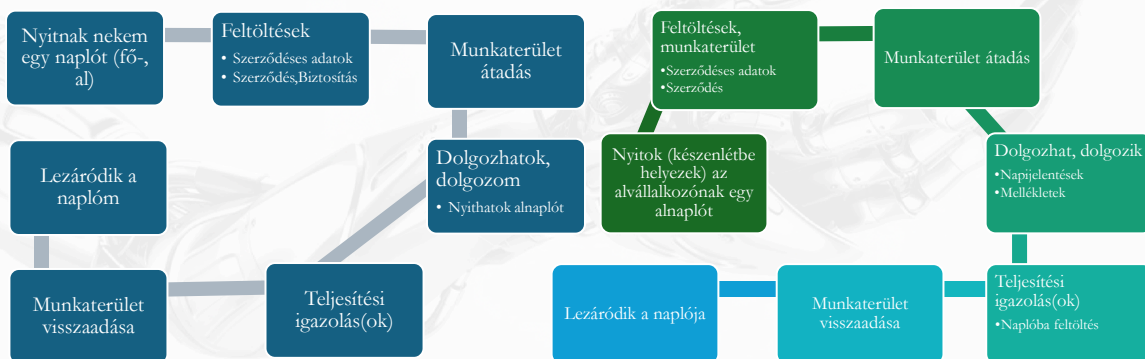 Nyitnak nekem
egy naplót (fő-,
al)
Feltöltések
• Szerződéses adatok
• Szerződés,Biztosítás
Munkaterület
átadás
Dolgozhatok,
dolgozom
• Nyithatok alnaplót
Teljesítési
igazolás(ok)
Munkaterület
visszaadása
Lezáródik a
naplóm
Nyitok (készenlétbe
helyezek) az
alvállalkozónak egy
alnaplót
Feltöltések,
munkaterület
•Szerződéses adatok
•Szerződés
Munkaterület átadás
Dolgozhat, dolgozik
•Napijelentések
•Mellékletek
Teljesítési
igazolás(ok)
•Naplóba feltöltés
Munkaterület
visszaadása
Lezáródik a naplója